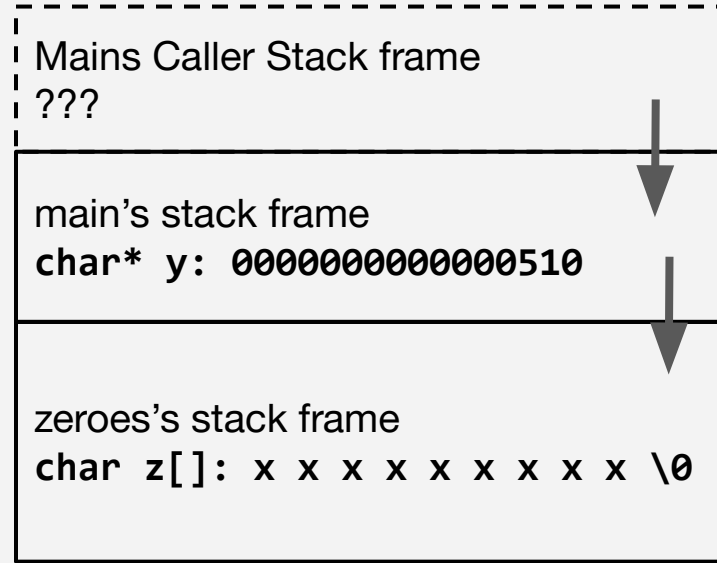 Mains Caller Stack frame
???
main's stack frame
char* y: 0000000000000510
zeroes's stack frame
char z[]: x x x x x x x x x \0